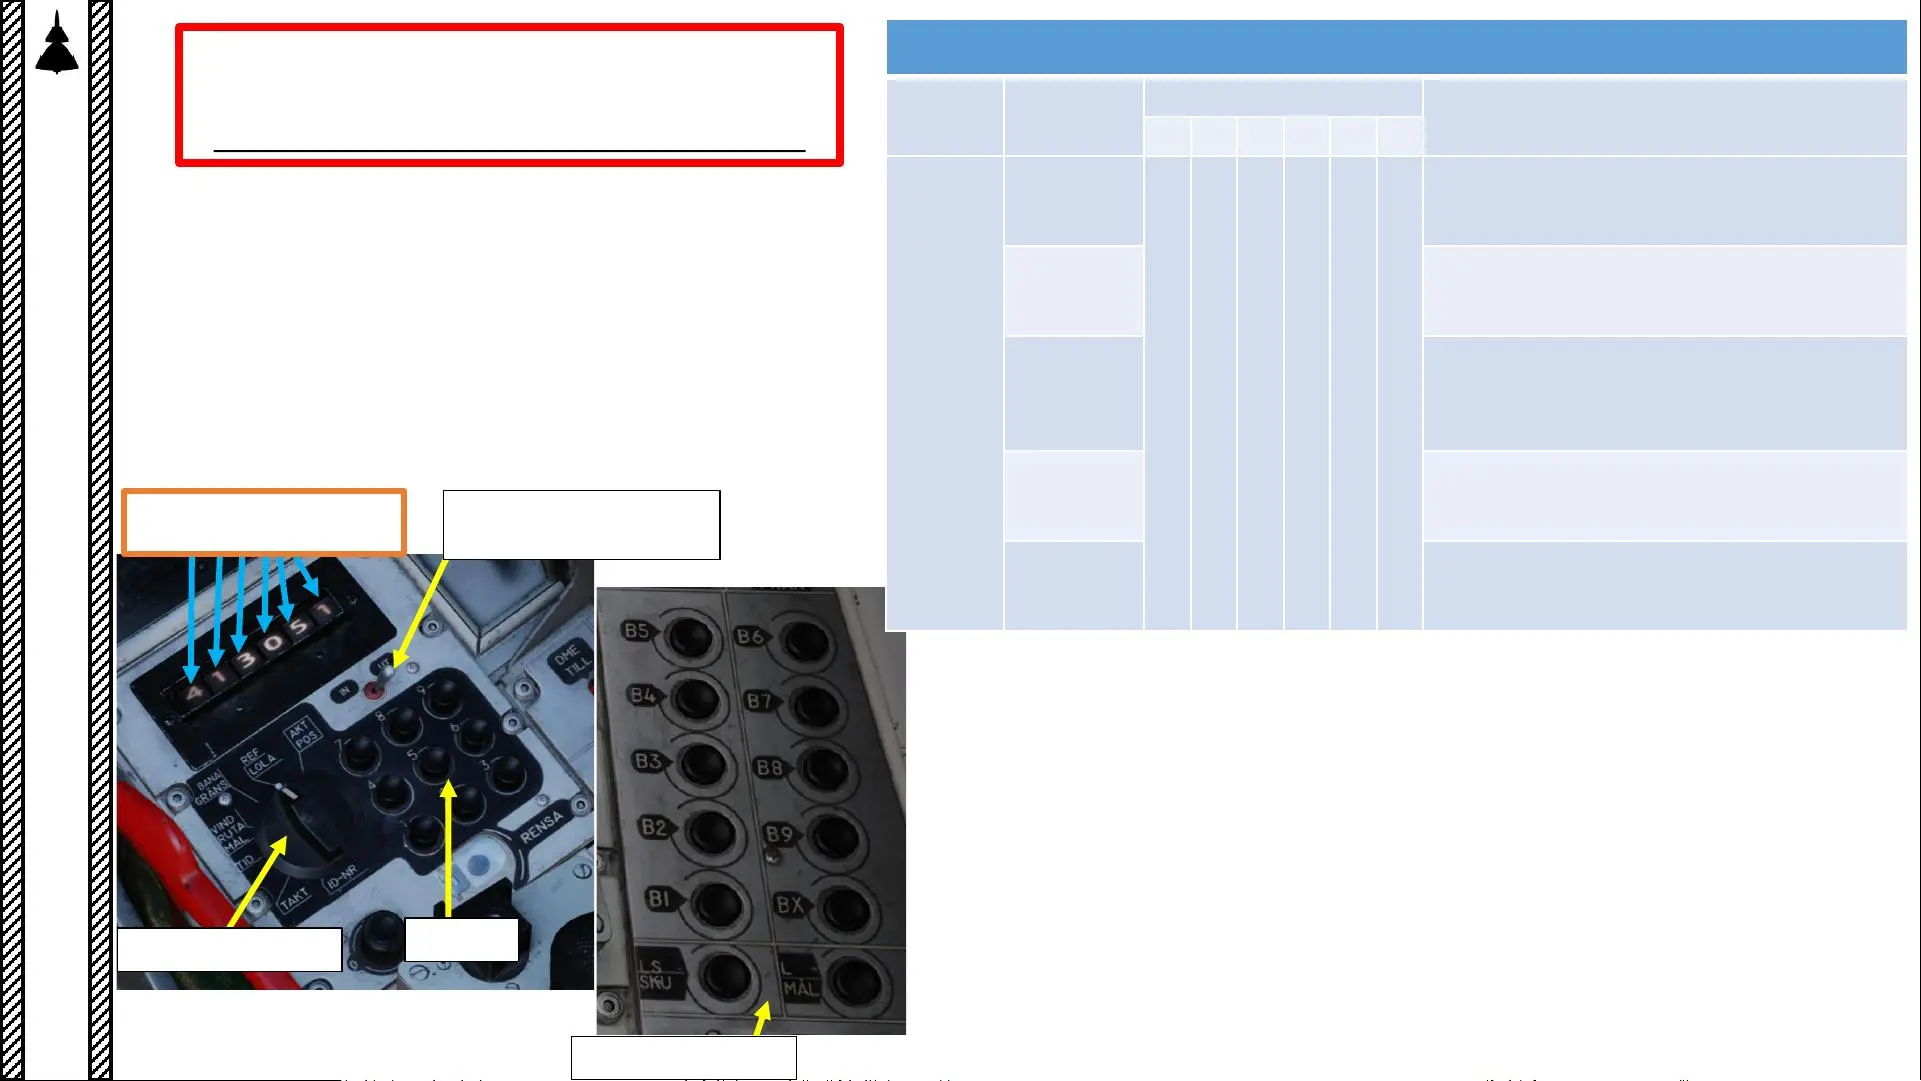 4 1 3 0 5 1
UT
IN
DME
TILL
AKT
POS
REF
LOLA
BANA
GRÄNS
VIND
RUTA
MÅL
TID
TAKT
ID-NR
9
8
7
6
5
4
3
RENSA
0
B5
B6
B4
B7
B3
B8
B2
B9
B1
BX
LS
SKU
L
MÅL